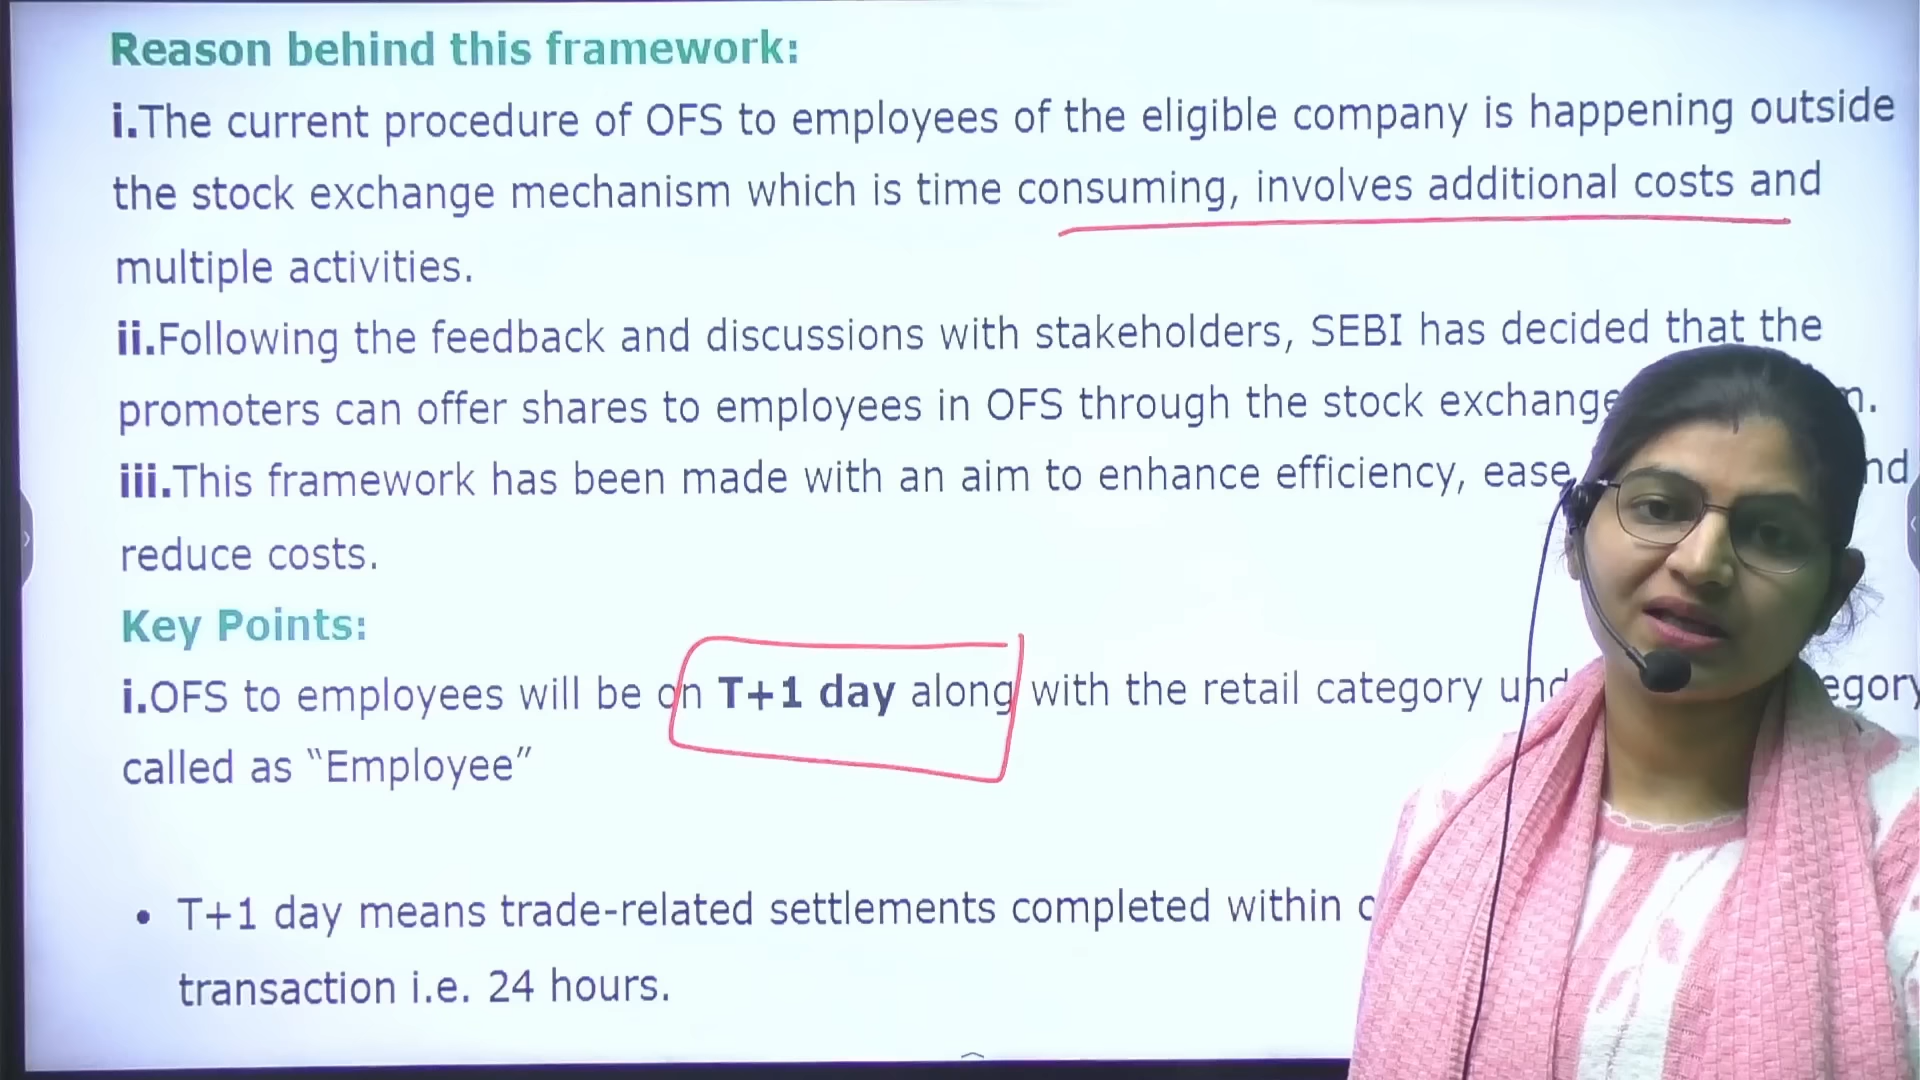 Reason behind this framework:
i.The current procedure of OFS to employees of the eligible company is happening outside
the stock exchange mechanism which is time consuming, involves additional costs and
multiple activities.
ii.Following the feedback and discussions with stakeholders, SEBI has decided that the
promoters can offer shares to employees in OFS through the stock exchange
iii.This framework has been made with an aim to enhance efficiency, ease
reduce costs.
Key Points:
i.OFS to employees will be on T+1 day along with the retail category
called as “Employee”
• T+1 day means trade-related settlements completed within
transaction i.e. 24 hours.